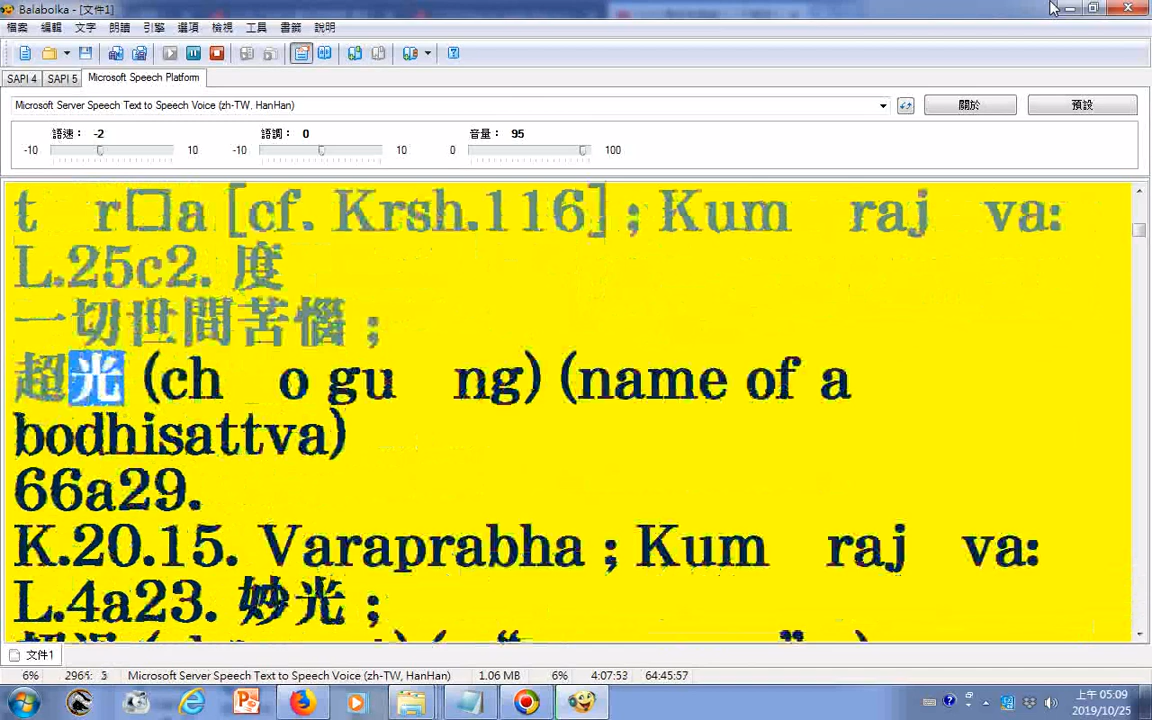 Balabolka - [文件1]
檔案 編輯 文字 朗讀 引擎 選項 檢視 工具 書籤 說明
SAPI 4 SAPI 5 Microsoft Speech Platform
Microsoft Server Speech Text to Speech Voice (zh-TW, HanHan) 關於 預設
語速： -2 語調： 0 音量： 95
-10 10 -10 10 0 100
t r□a [cf. Krsh.116] ; Kum raj va:
L.25c2. 度
一切世間苦惱；
超光 (ch o gu ng) (name of a
bodhisattva)
66a29.
K.20.15. Varaprabha ; Kum raj va:
L.4a23. 妙光；
文件1
6% Microsoft Server Speech Text to Speech Voice (zh-TW, HanHan) 1.06 MB 6% 4:07:53 64:45:57
上午 05:09
2019/10/25